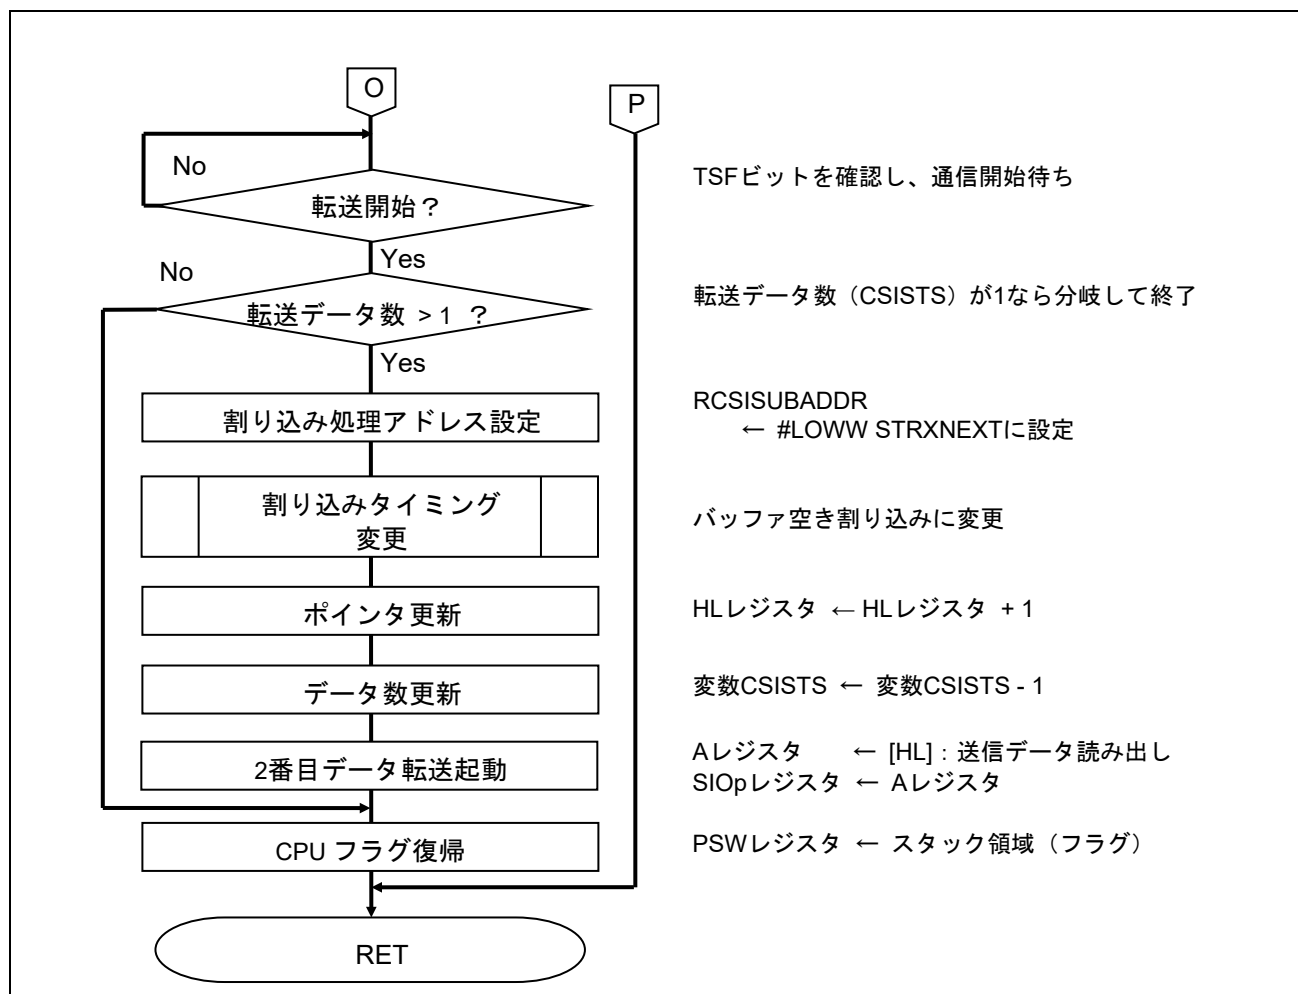 O
P
No
TSFビットを確認し、通信開始待ち
転送開始?
Yes
No
転送データ数 > 1 ?
転送データ数(CSISTS)が1なら分岐して終了
Yes
割り込み処理アドレス設定
RCSISUBADDR
← #LOWW STRXNEXTに設定
割り込みタイミング
変更
バッファ空き割り込みに変更
ポインタ更新
HLレジスタ ← HLレジスタ + 1
データ数更新
変数CSISTS ← 変数CSISTS - 1
2番目データ転送起動
Aレジスタ ← [HL]:送信データ読み出し
SIOpレジスタ ← Aレジスタ
CPU フラグ復帰
PSWレジスタ ← スタック領域(フラグ)
RET